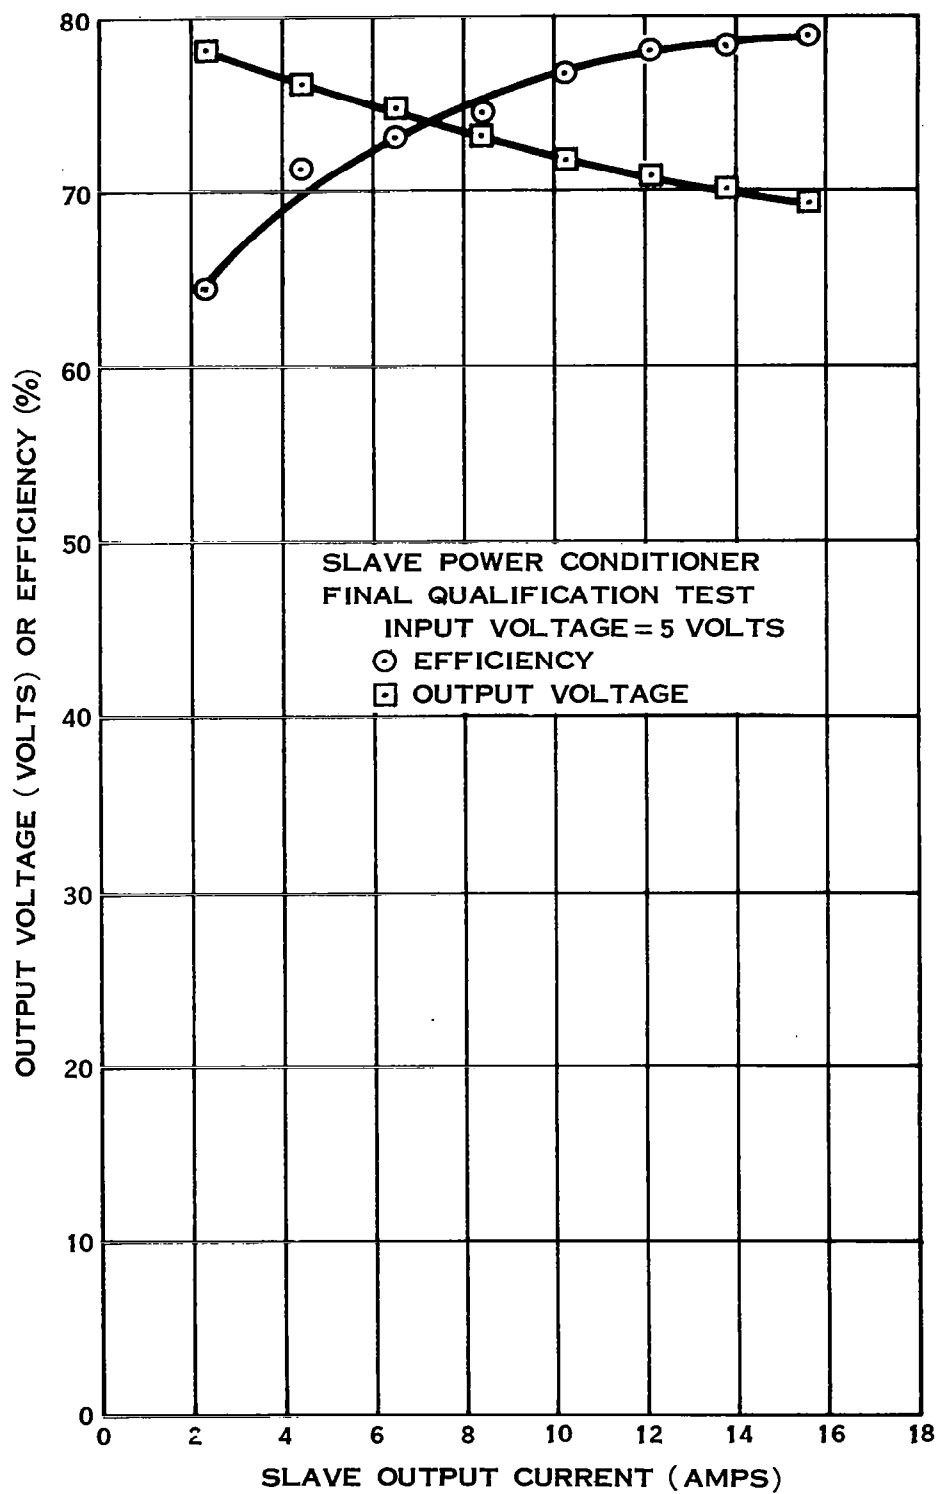 80
70
60
50
40
30
20
10
0
OUTPUT VOLTAGE (VOLTS) OR EFFICIENCY (%)
SLAVE POWER CONDITIONER
FINAL QUALIFICATION TEST
INPUT VOLTAGE = 5 VOLTS
EFFICIENCY
OUTPUT VOLTAGE
0 2 4 6 8 10 12 14 16 18
SLAVE OUTPUT CURRENT (AMPS)